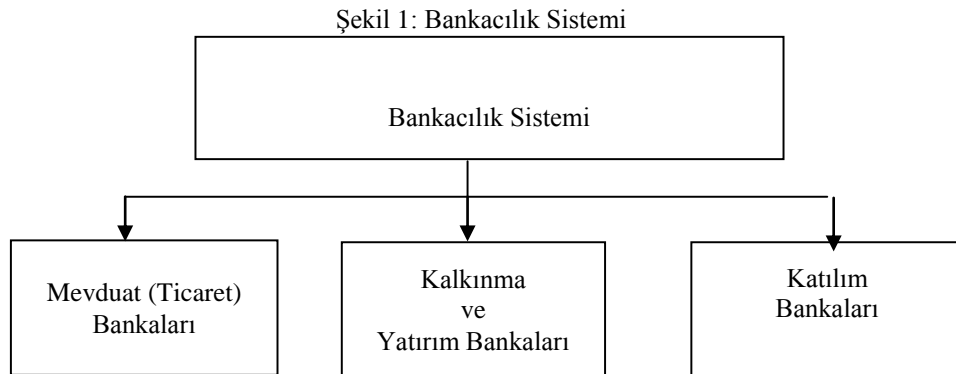 Şekil 1: Bankacılık Sistemi
Bankacılık Sistemi
Mevduat (Ticaret)
Bankaları
Kalkınma
ve
Yatırım Bankaları
Katılım
Bankaları